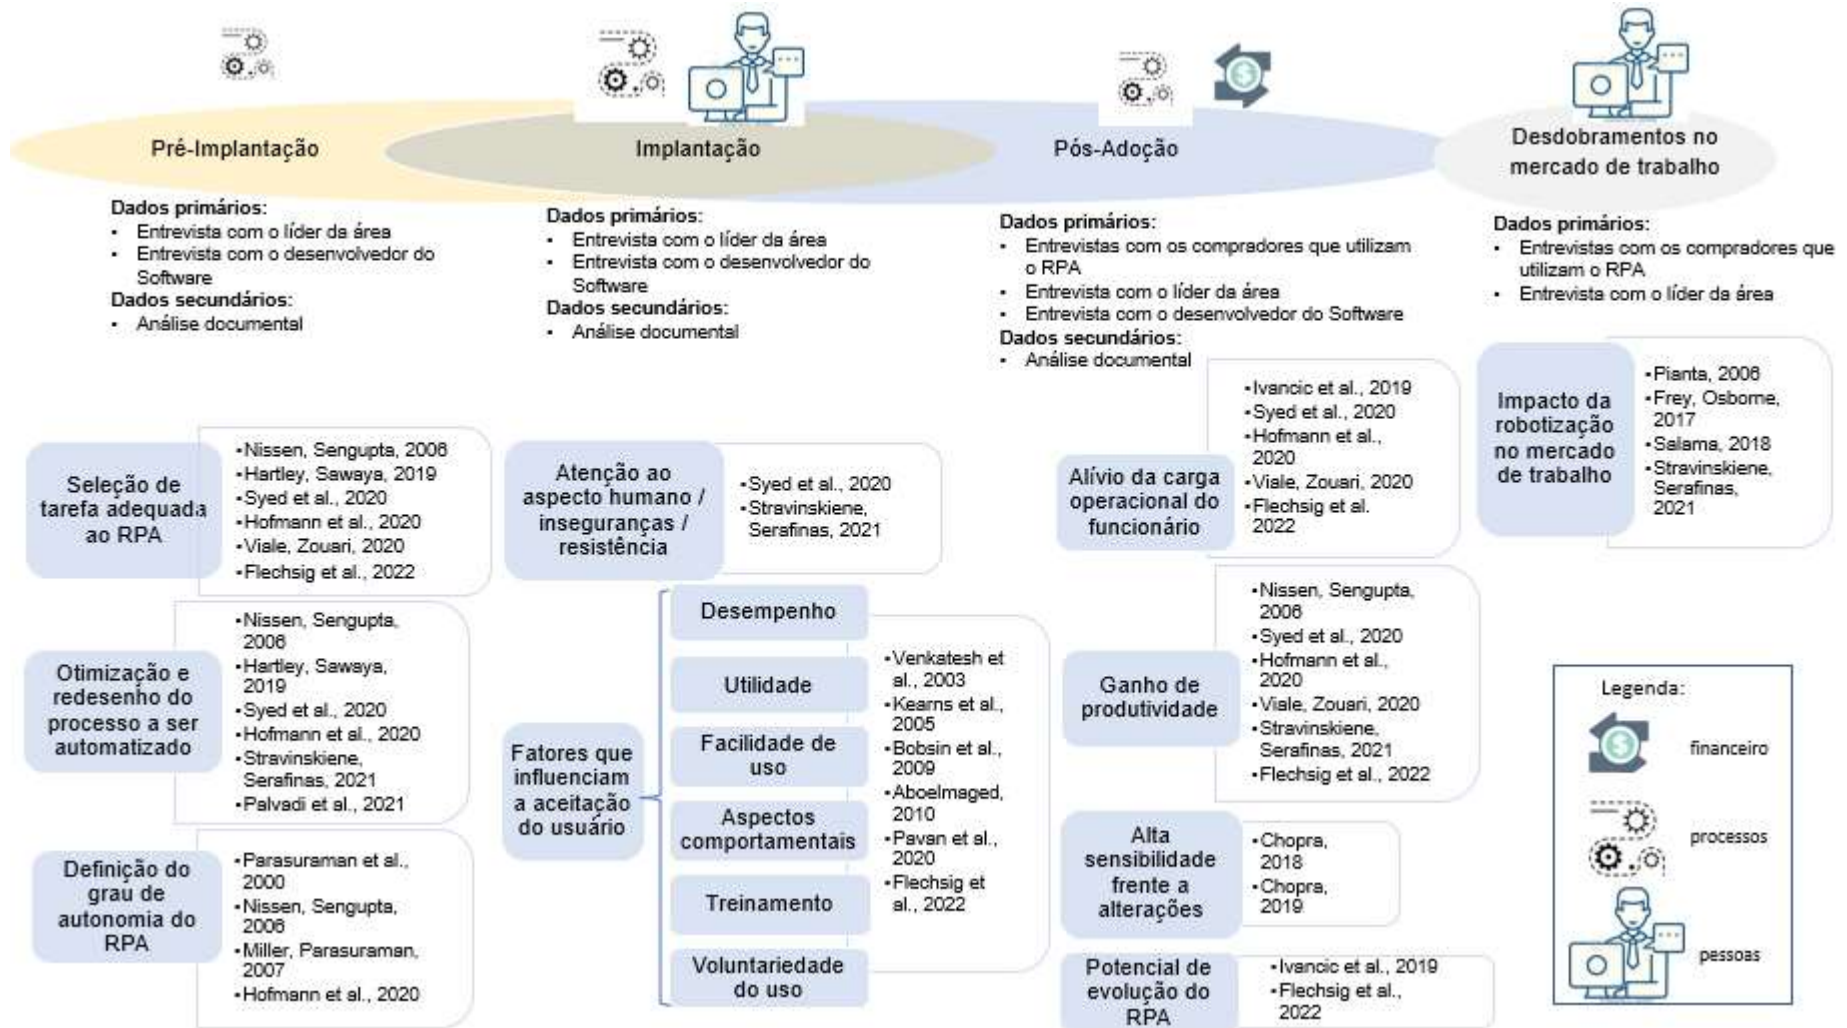 Pré-Implantação
Implantação
Pós-Adoção
Desdobramentos no
mercado de trabalho
Dados primários:
• Entrevista com o líder da área
• Entrevista com o desenvolvedor do
Software
Dados secundários:
• Análise documental
Dados primários:
• Entrevista com o líder da área
• Entrevista com o desenvolvedor do
Software
Dados secundários:
• Análise documental
Dados primários:
• Entrevistas com os compradores que utilizam
o RPA
• Entrevista com o líder da área
• Entrevista com o desenvolvedor do Software
Dados secundários:
• Análise documental
Dados primários:
• Entrevistas com os compradores que
utilizam o RPA
• Entrevista com o líder da área
Seleção de
tarefa adequada
ao RPA
•Nissen, Sengupta, 2006
•Hartley, Sawaya, 2019
•Syed et al., 2020
•Hofmann et al., 2020
•Viale, Zouari, 2020
•Flechsig et al., 2022
Otimização e
redesenho do
processo a ser
automatizado
•Nissen, Sengupta,
2006
•Hartley, Sawaya,
2019
•Syed et al., 2020
•Hofmann et al., 2020
•Stravinskiene,
Serafinas, 2021
•Palvadi et al., 2021
Definição do
grau de
autonomia do
RPA
•Parasuraman et al.,
2000
•Nissen, Sengupta,
2006
•Miller, Parasuraman,
2007
•Hofmann et al., 2020
Atenção ao
aspecto humano /
inseguranças /
resistência
•Syed et al., 2020
•Stravinskiene,
Serafinas, 2021
Fatores que
influenciam
a aceitação
do usuário
Desempenho
Utilidade
Facilidade de
uso
Aspectos
comportamentais
Treinamento
Voluntariedade
do uso
•Venkatesh et
al., 2003
•Kearns et al.,
2005
•Bobsin et al.,
2009
•Aboelmaged,
2010
•Pavan et al.,
2020
•Flechsig et
al., 2022
Alívio da carga
operacional do
funcionário
•Ivancic et al., 2019
•Syed et al., 2020
•Hofmann et al.,
2020
•Viale, Zouari, 2020
•Flechsig et al.
2022
Ganho de
produtividade
•Nissen, Sengupta,
2006
•Syed et al., 2020
•Hofmann et al.,
2020
•Viale, Zouari, 2020
•Stravinskiene,
Serafinas, 2021
•Flechsig et al., 2022
Alta
sensibilidade
frente a
alterações
•Chopra,
2018
•Chopra,
2019
Potencial de
evolução do
RPA
•Ivancic et al., 2019
•Flechsig et al.,
2022
Impacto da
robotização
no mercado
de trabalho
•Pianta, 2006
•Frey, Osborne,
2017
•Salama, 2018
•Stravinskiene,
Serafinas,
2021
Legenda:
financeiro
processos
pessoas